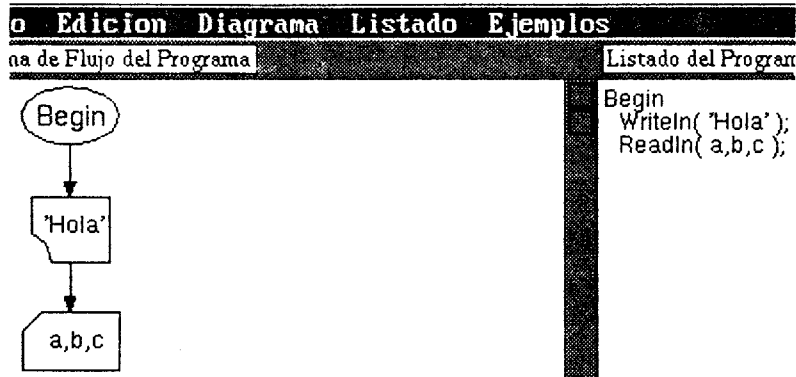 o Edicion Diagrama Listado Ejemplos
na de Flujo del Programa
Listado del Program
Begin
'Hola'
a,b,c
Begin
Writeln( 'Hola' );
Readln( a,b,c );